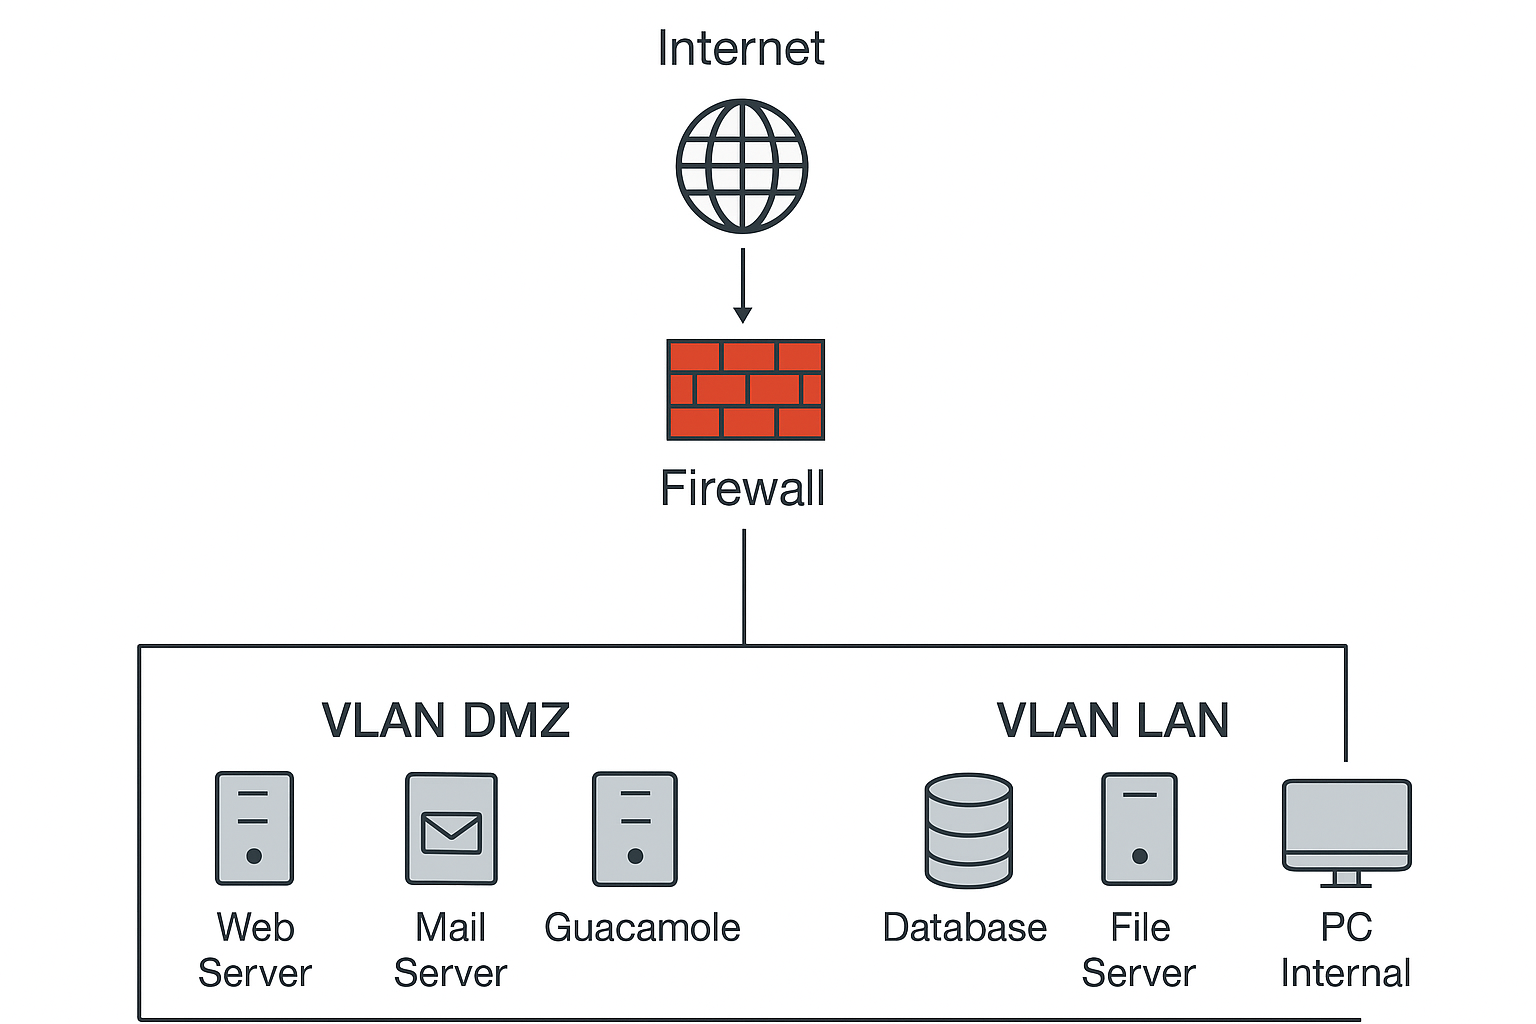 Internet
Firewall
VLAN DMZ
VLAN LAN
Web
Server
Mail
Server
Guacamole
Database
File
Server
PC
Internal